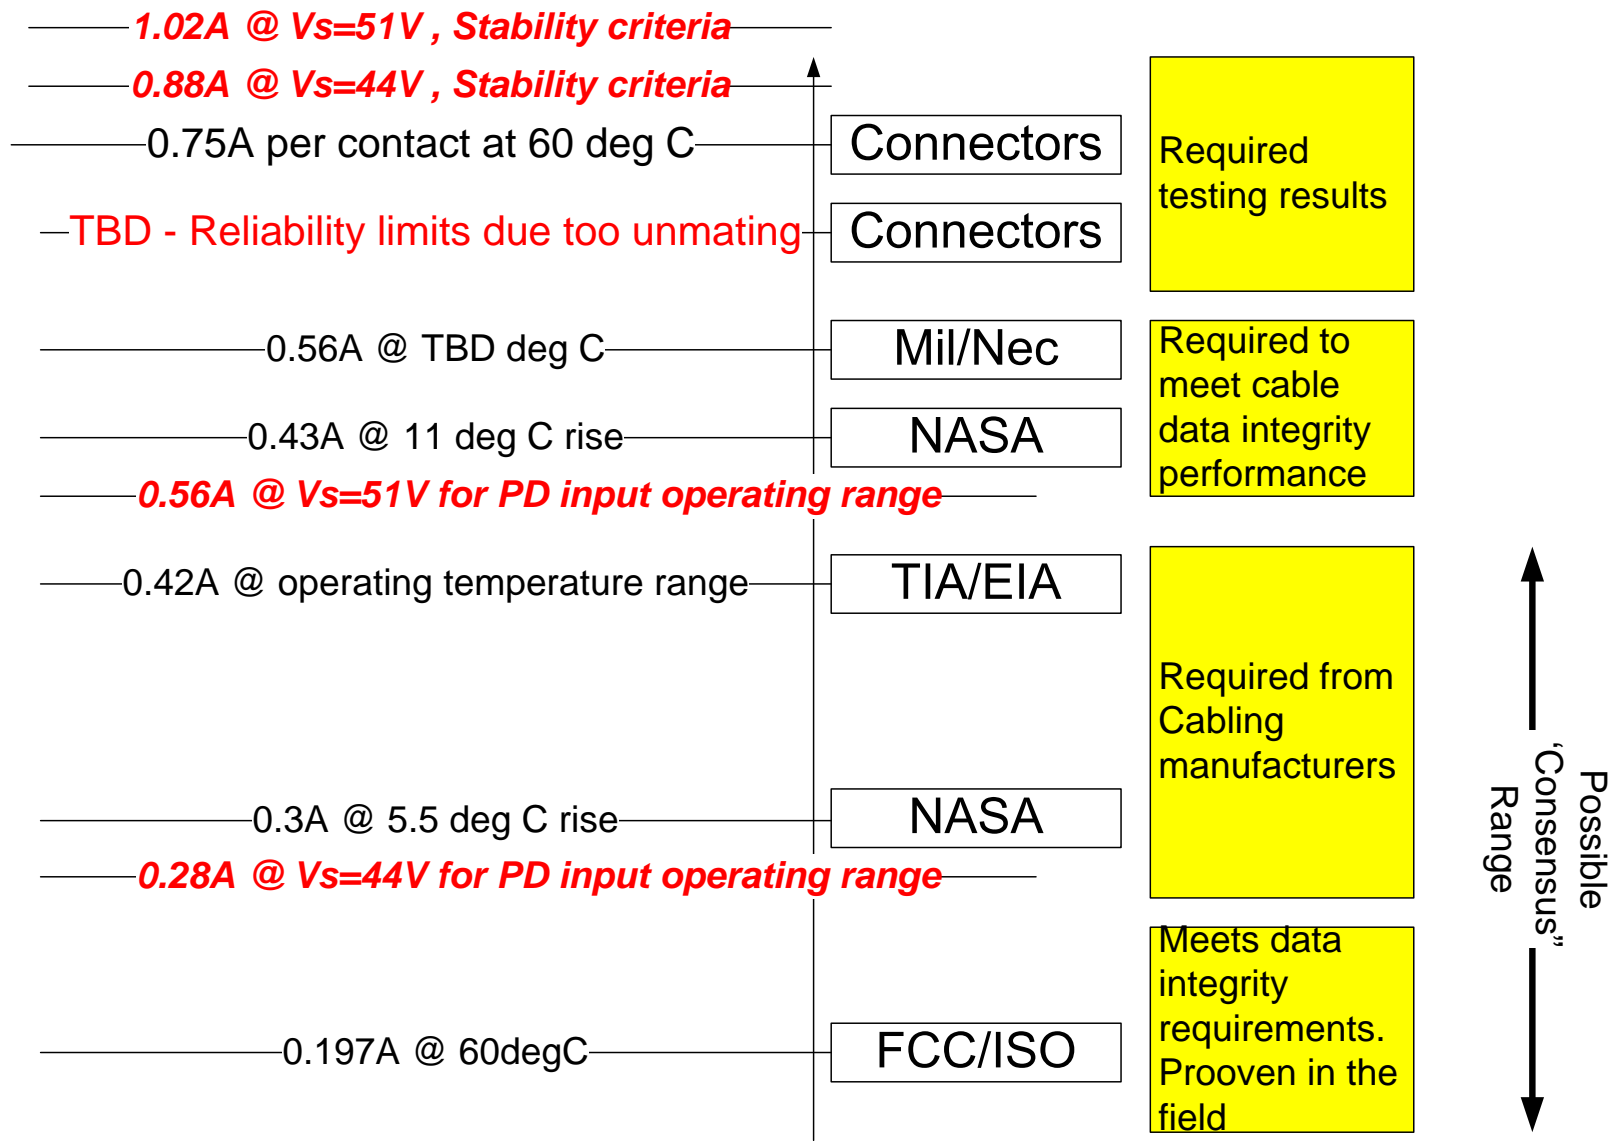 1.02A @ Vs=51V , Stability criteria
0.88A @ Vs=44V , Stability criteria
0.75A per contact at 60 deg C
Connectors
Required
testing results
TBD - Reliability limits due too unmating
Connectors
0.56A @ TBD deg C
Mil/Nec
Required to
meet cable
data integrity
performance
0.43A @ 11 deg C rise
NASA
0.56A @ Vs=51V for PD input operating range
0.42A @ operating temperature range
TIA/EIA
Required from
Cabling
manufacturers
0.3A @ 5.5 deg C rise
NASA
0.28A @ Vs=44V for PD input operating range
Possible
‘Consensus”
Range
Meets data
integrity
requirements.
Prooven in the
field
0.197A @ 60degC
FCC/ISO